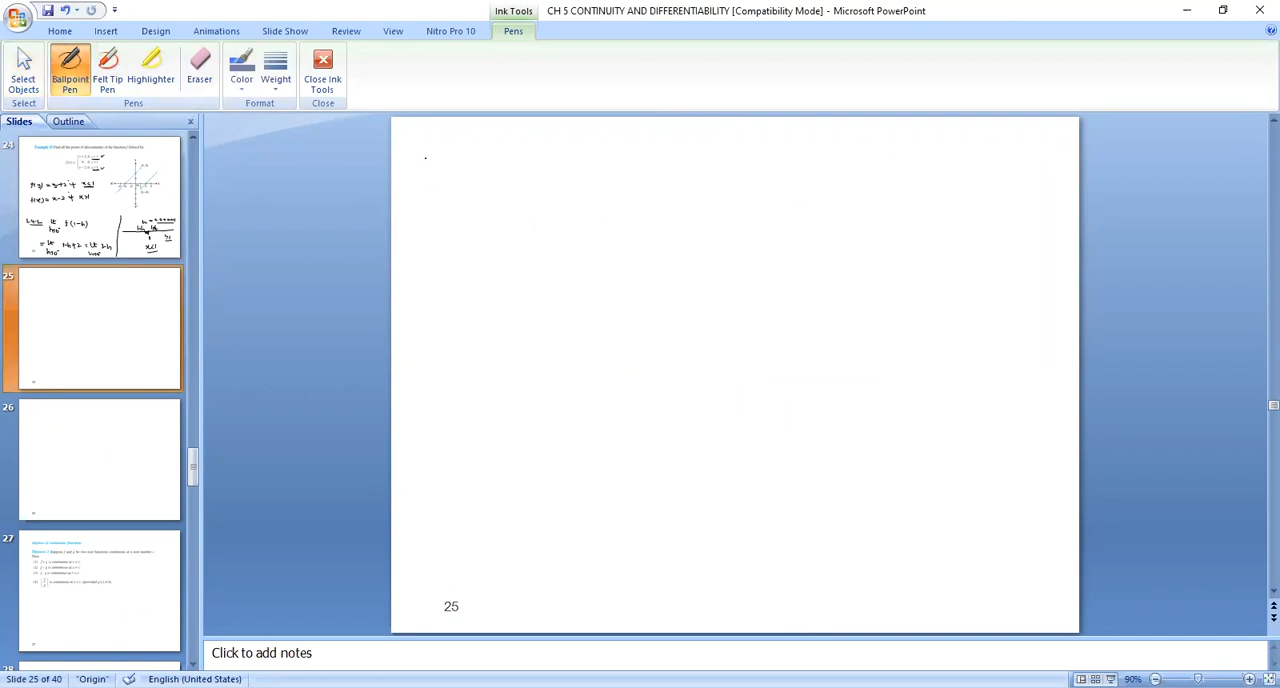 Ink Tools
CH 5 CONTINUITY AND DIFFERENTIABILITY [Compatibility Mode] - Microsoft PowerPoint
Home Insert Design Animations Slide Show Review View Nitro Pro 10 Pens
Select Objects
Ballpoint Pen
Felt Tip Pen
Highlighter
Eraser
Color
Weight
Close Ink Tools
Select Pens Format Close
Slides Outline
24
25
26
27
28
25
Click to add notes
Slide 25 of 40 "Origin" English (United States) 90%